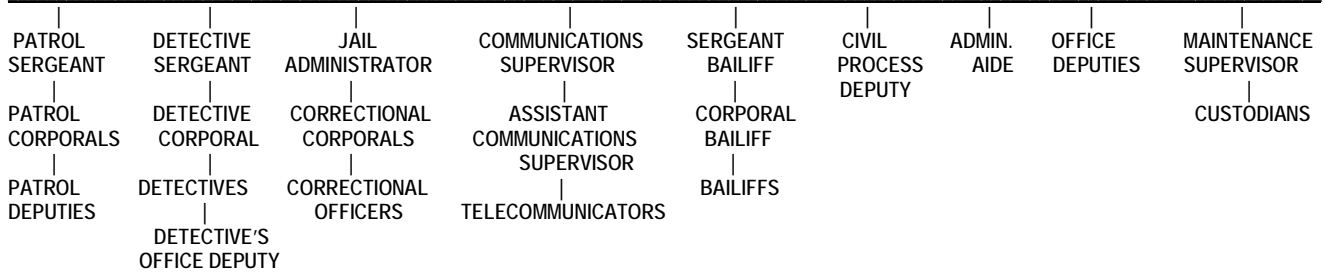 PATROL DETECTIVE JAIL COMMUNICATIONS SERGEANT CIVIL ADMIN. OFFICE MAINTENANCE
SERGEANT SERGEANT ADMINISTRATOR SUPERVISOR BAILIFF PROCESS AIDE DEPUTIES SUPERVISOR
DEPUTY
PATROL DETECTIVE CORRECTIONAL ASSISTANT CORPORAL CUSTODIANS
CORPORALS CORPORAL CORPORALS COMMUNICATIONS BAILIFF
SUPERVISOR
PATROL DETECTIVES CORRECTIONAL BAILIFFS
DEPUTIES OFFICERS TELECOMMUNICATORS
DETECTIVE'S
OFFICE DEPUTY